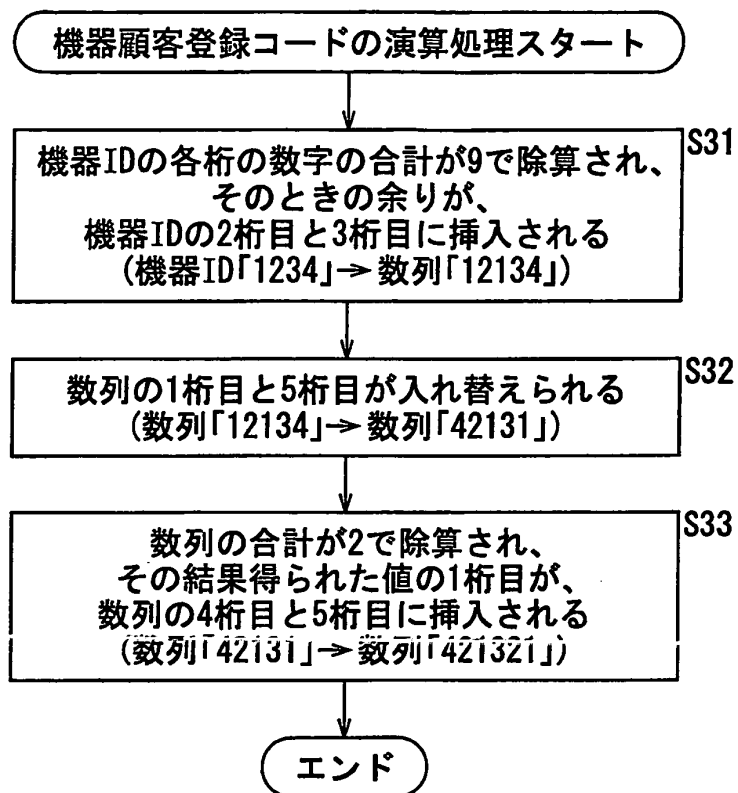 機器顧客登録コードの演算処理スタート
S31
機器IDの各桁の数字の合計が9で除算され、
そのときの余りが、
機器IDの2桁目と3桁目に挿入される
(機器ID「1234」→数列「12134」)
S32
数列の1桁目と5桁目が入れ替えられる
(数列「12134」→数列「42131」)
S33
数列の合計が2で除算され、
その結果得られた値の1桁目が、
数列の4桁目と5桁目に挿入される
(数列「42131」→数列「421321」)
エンド